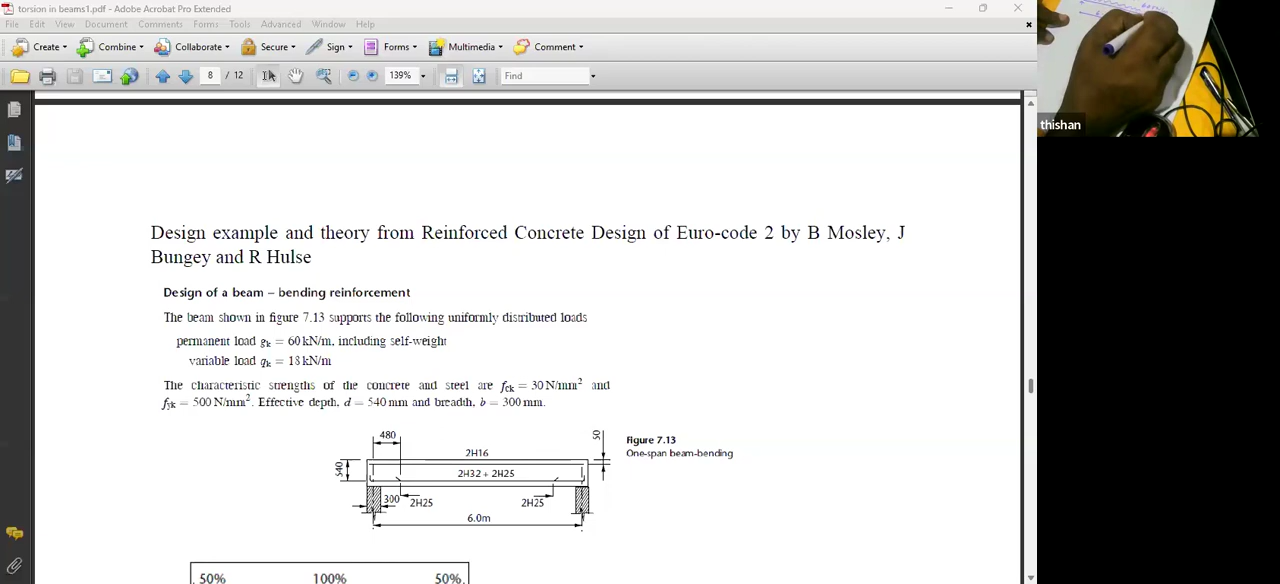 torsion in beams1.pdf - Adobe Acrobat Pro Extended
File Edit View Document Comments Forms Tools Advanced Window Help
Create Combine Collaborate Secure Sign Forms Multimedia Comment
8 / 12 139% Find
thishan
Design example and theory from Reinforced Concrete Design of Euro-code 2 by B Mosley, J
Bungey and R Hulse
Design of a beam – bending reinforcement
The beam shown in figure 7.13 supports the following uniformly distributed loads
permanent load gk = 60 kN/m, including self-weight
variable load qk = 18 kN/m
The characteristic strengths of the concrete and steel are fck = 30 N/mm² and
fyk = 500 N/mm². Effective depth, d = 540 mm and breadth, b = 300 mm.
480
50
Figure 7.13
One-span beam-bending
2H16
540
2H32 + 2H25
300
2H25
2H25
6.0m
50% 100% 50%